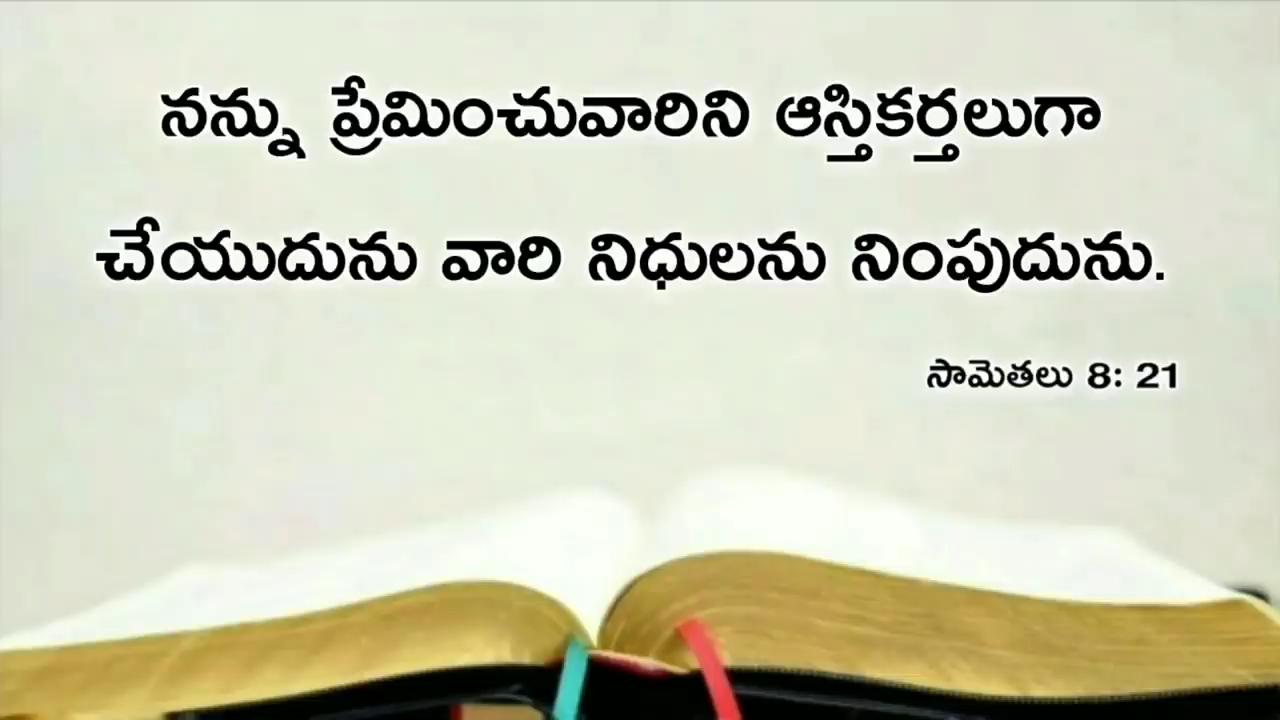 నన్ను ప్రేమించువారిని ఆస్తికర్తలుగా
చేయుదును వారి నిధులను నింపుదును.
సామెతలు 8: 21